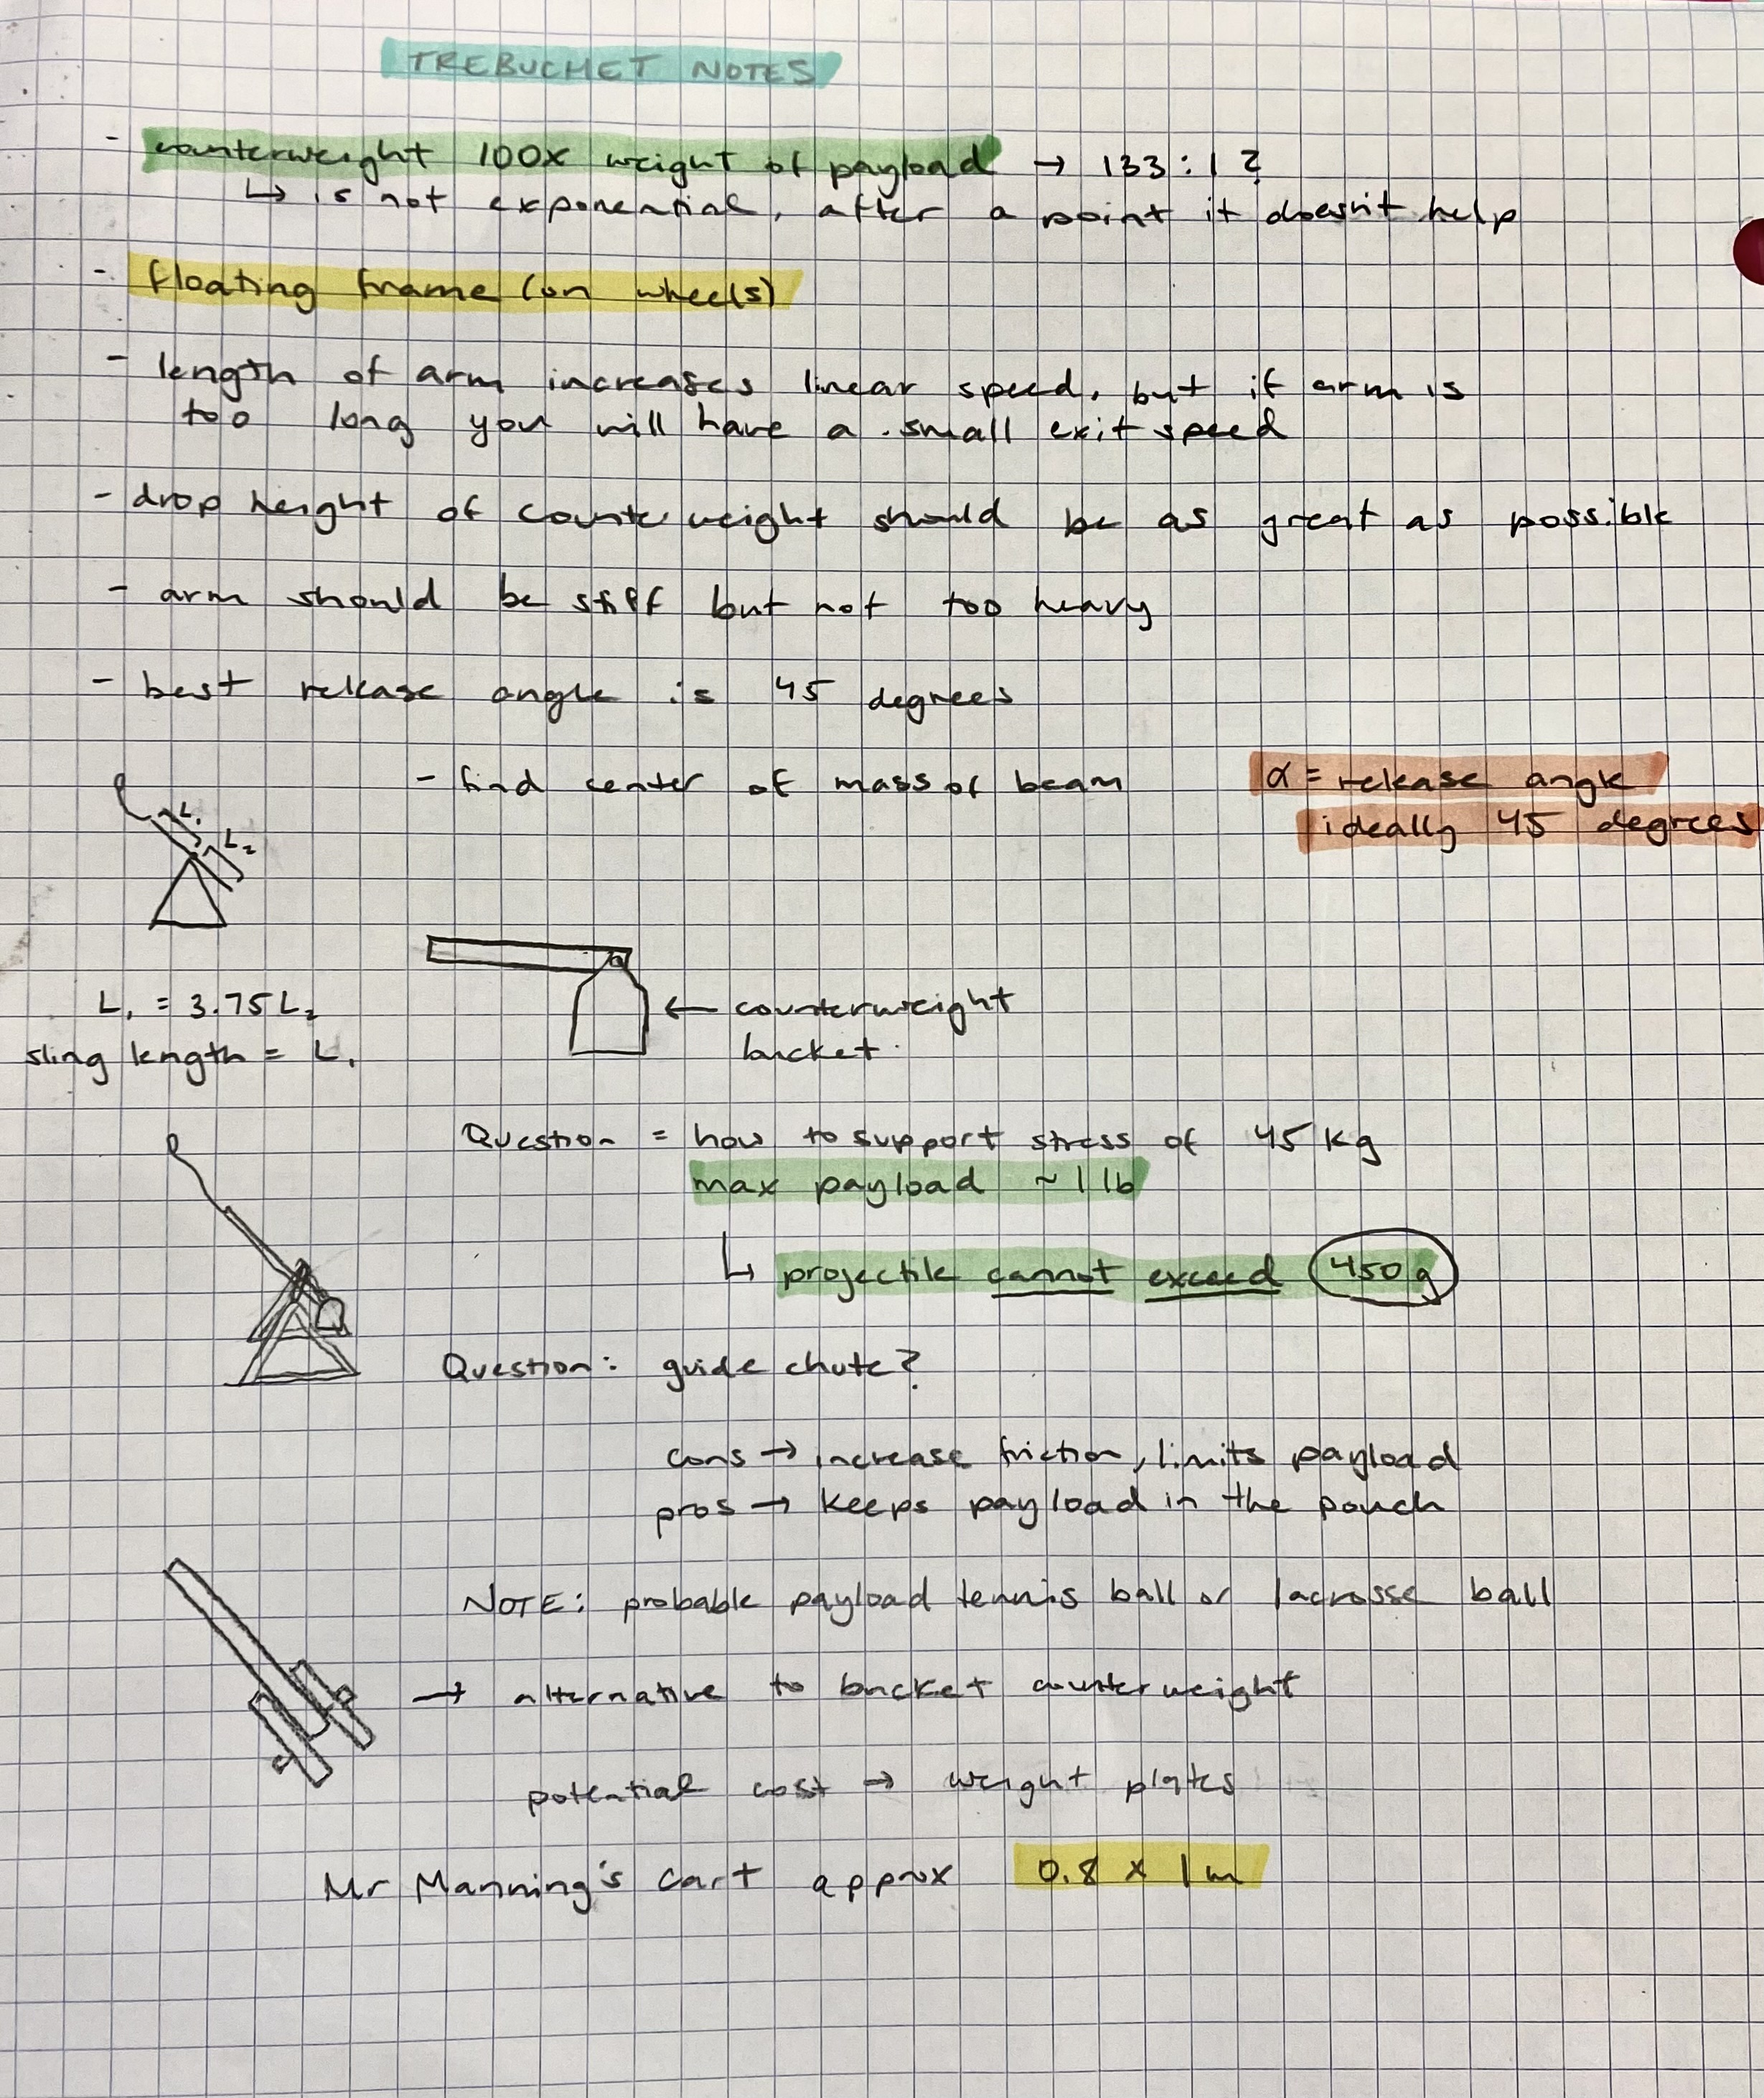 TREBUCHET NOTES
- counterweight 100x weight of payload → 133:1 ?
↳ is not exponential, after a point it doesn't help
- floating frame (on wheels)
- length of arm increases linear speed, but if arm is
too long you will have a small exit speed
- drop height of counterweight should be as great as possible
- arm should be stiff but not too heavy
- best release angle is 45 degrees
- find center of mass of beam
α = release angle
ideally 45 degrees
L₁
L₂
L₁ = 3.75 L₂
sling length = L₁
← counterweight
bucket
Question = how to support stress of 45 kg
max payload ~ 1 lb
↳ projectile cannot exceed 450g
Question: guide chute?
cons → increase friction, limits payload
pros → keeps payload in the pouch
NOTE: probable payload tennis ball or lacrosse ball
→ alternative to bucket counterweight
potential cost → weight plates
Mr Manning's cart approx 0.8 x 1m